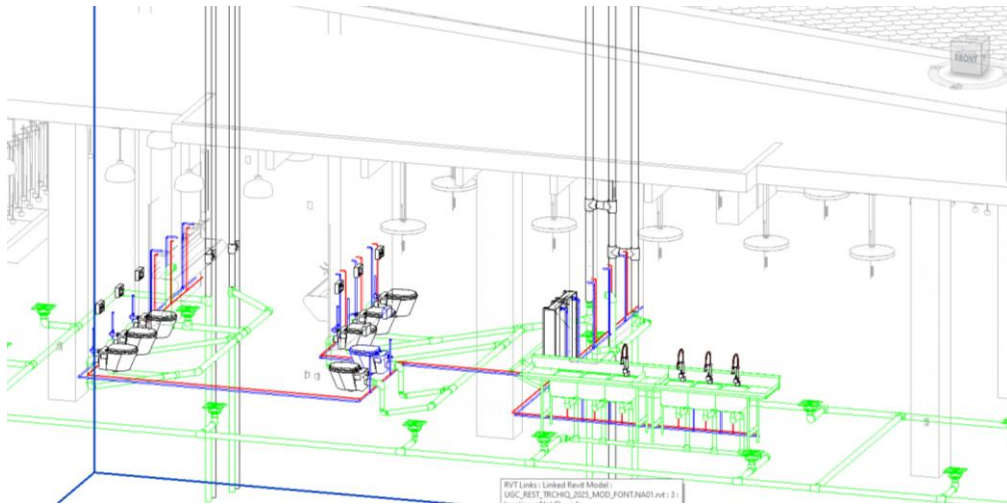 FRONT
RVT Links : Linked Revit Model :
UGC_REST_TRCHIQ_2025_MOD_FONT.NA01.rvt : 3 :